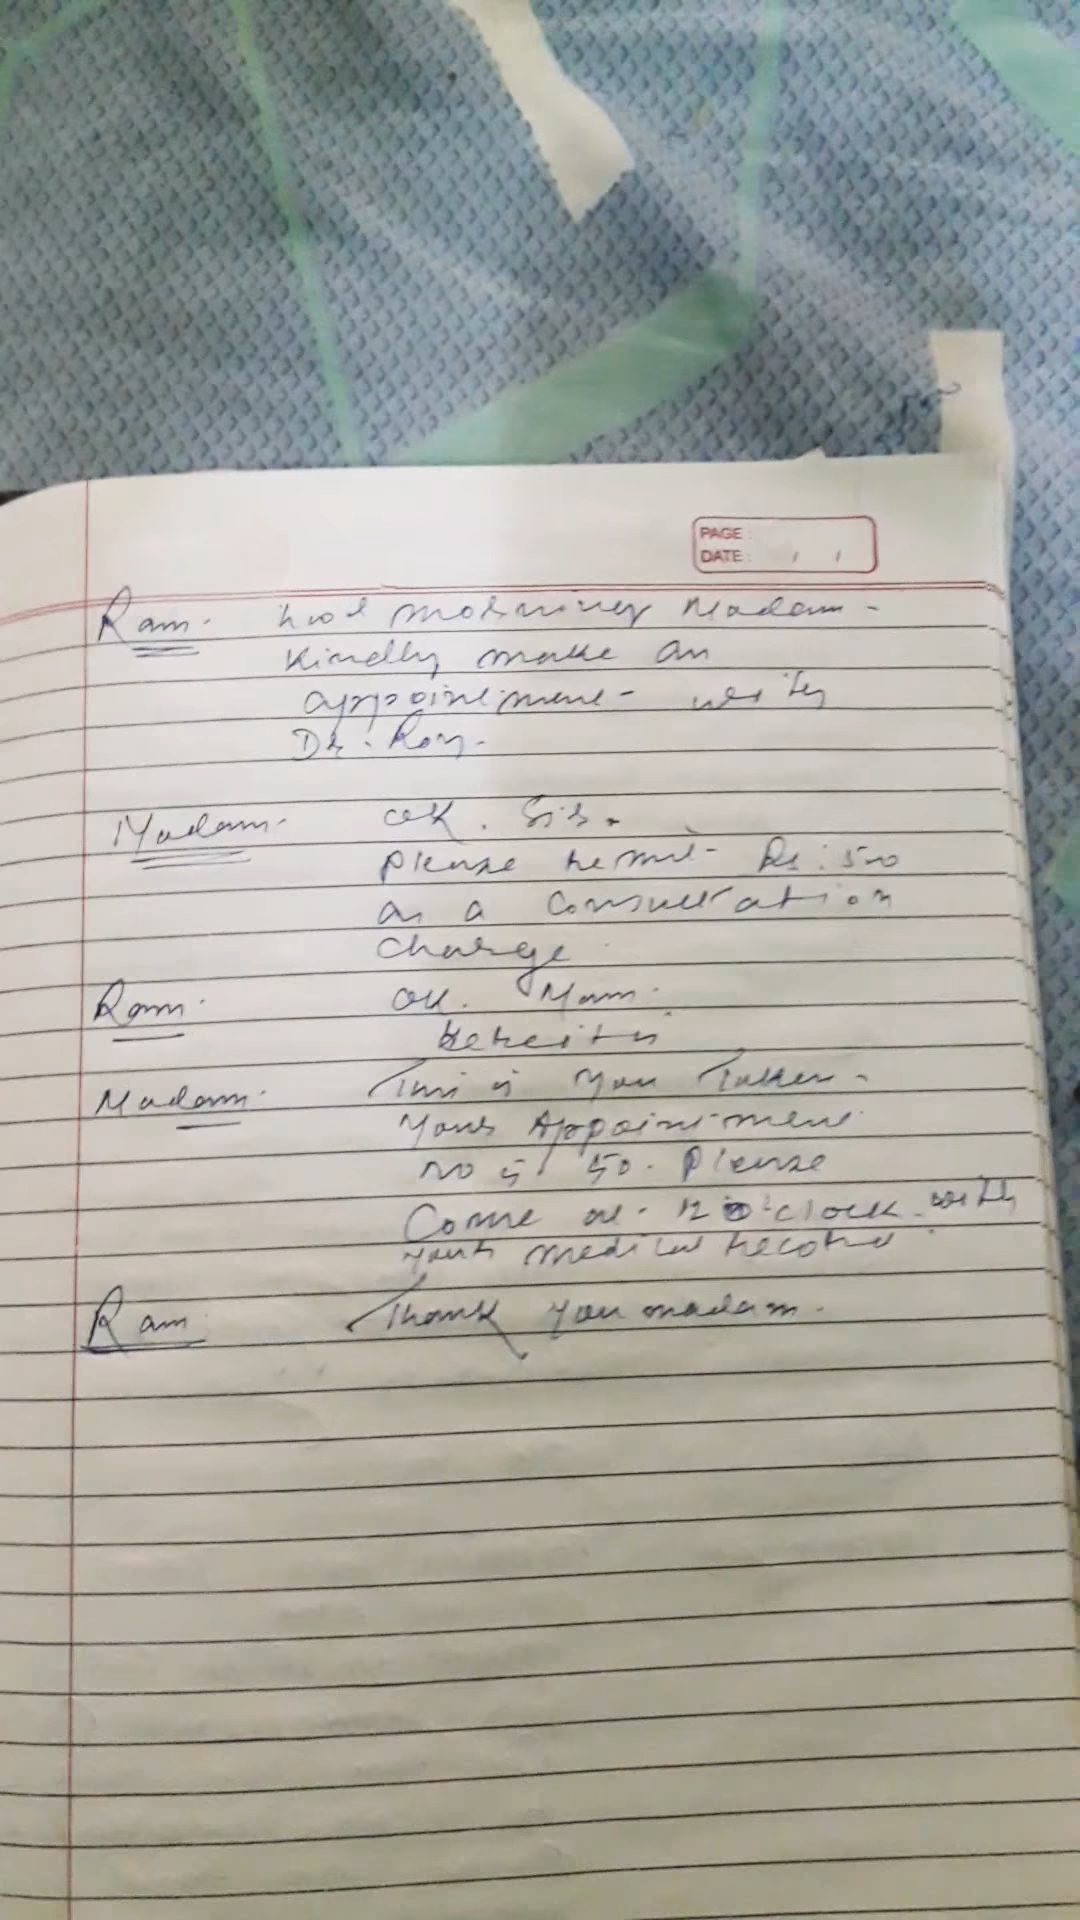 PAGE :
DATE : / /
Ram. Good morning Madam -
Kindly make an
appointment - with
Dr. Roy.
Madam. Ok. Sir.
Please remit Rs: 500
as a Consultation
Charge
Ram. Ok. Mam.
Here it is
Madam. This is You Token -
Your Appointment
no is 50. Please
Come at 12 o'clock with
your medical record.
Ram Thank You madam.